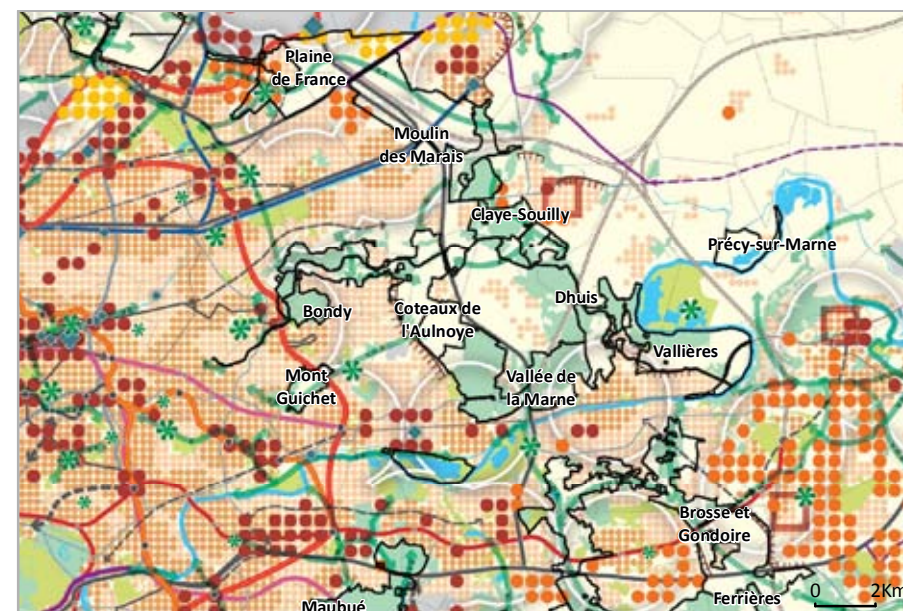 Plaine
de France
Moulin
des Marais
Claye-Souilly
Précy-sur-Marne
Bondy
Coteaux de
l'Aulnoye
Dhuis
Vallières
Mont
Guichet
Vallée de
la Marne
Brosse et
Gondoire
Maubué
Ferrières
0 2Km